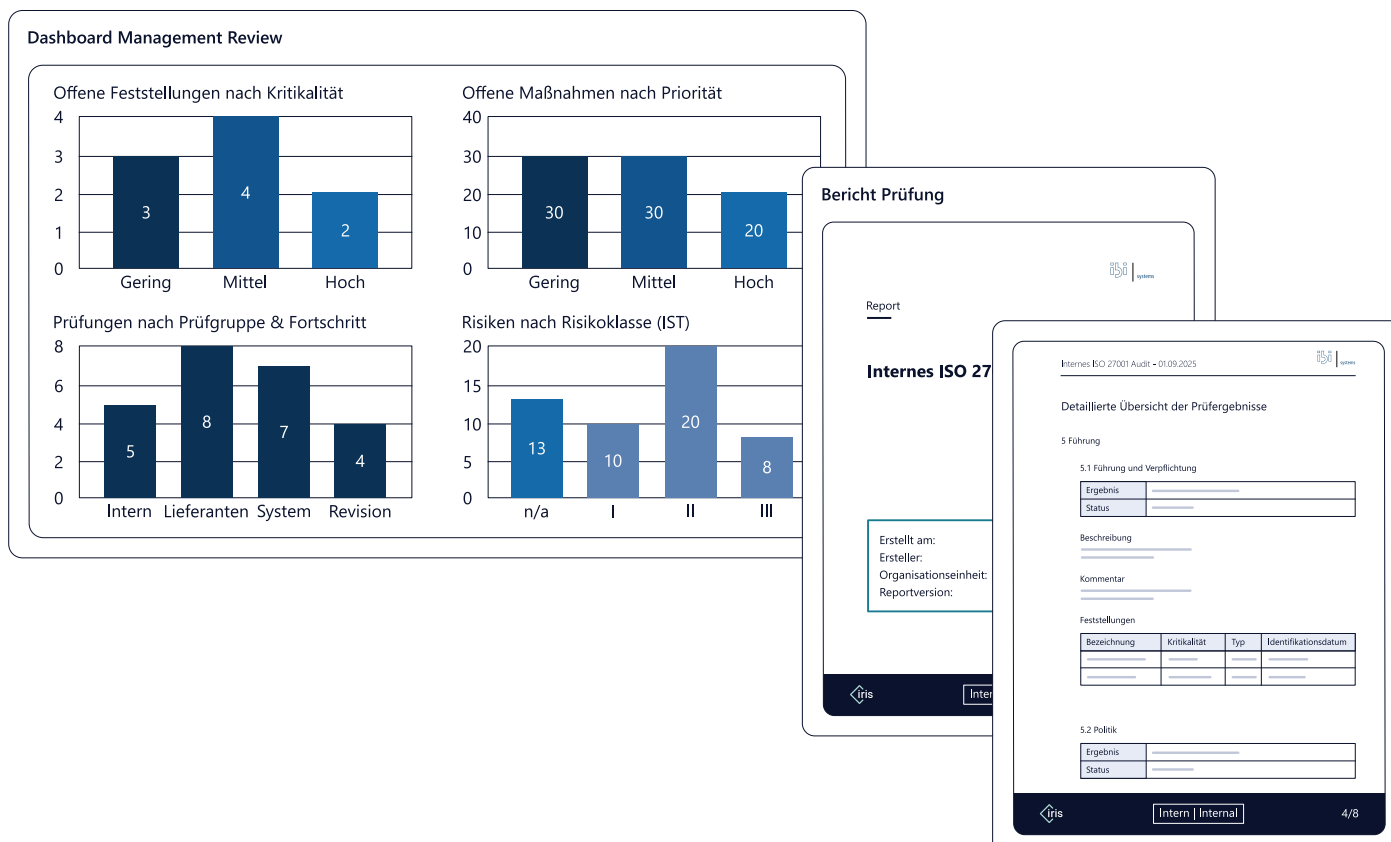 Dashboard Management Review
Offene Feststellungen nach Kritikalität
4
3
2
1
0
3
4
2
Gering Mittel Hoch
Offene Maßnahmen nach Priorität
40
30
20
10
0
30
30
20
Gering Mittel Hoch
Prüfungen nach Prüfgruppe & Fortschritt
8
6
4
2
0
5
8
7
4
Intern Lieferanten System Revision
Risiken nach Risikoklasse (IST)
20
15
10
5
0
13
10
20
8
n/a I II III
Bericht Prüfung
ibi systems
Report
Internes ISO 27
Erstellt am:
Ersteller:
Organisationseinheit:
Reportversion:
iris
Inter
Internes ISO 27001 Audit – 01.09.2025
ibi systems
Detaillierte Übersicht der Prüfergebnisse
5 Führung
5.1 Führung und Verpflichtung
Ergebnis
Status
Beschreibung
Kommentar
Feststellungen
Bezeichnung Kritikalität Typ Identifikationsdatum
5.2 Politik
Ergebnis
Status
iris
Intern | Internal
4/8